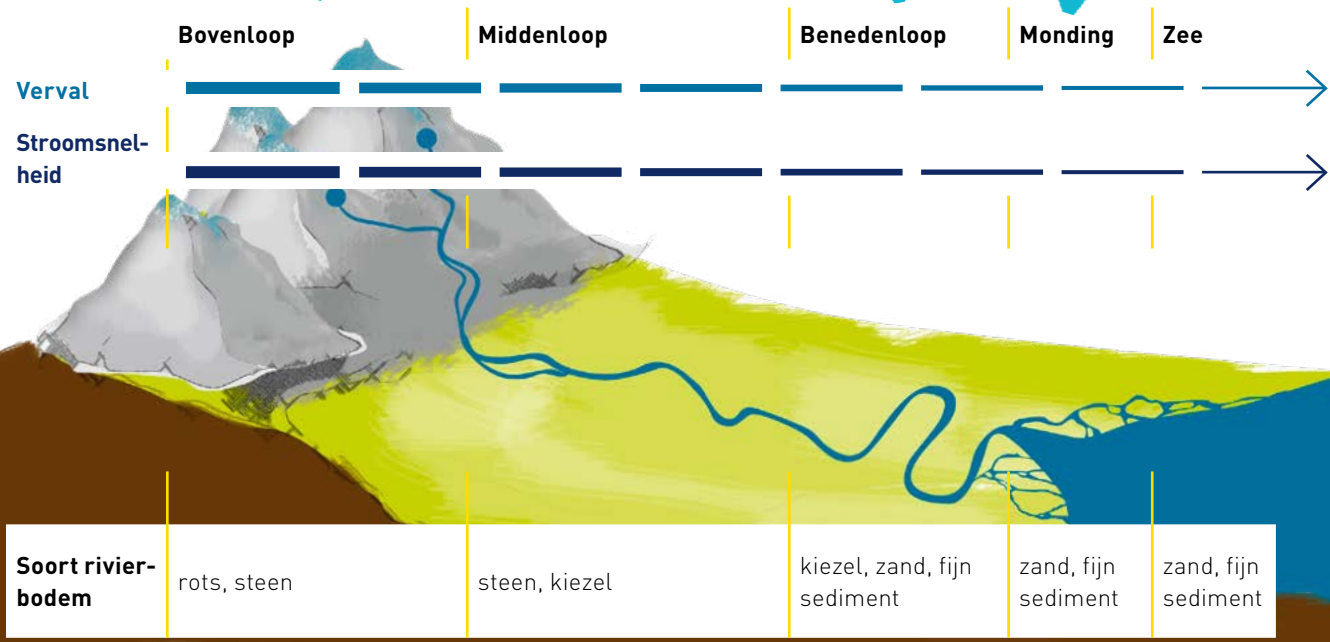 Bovenloop Middenloop Benedenloop Monding Zee
Verval
Stroomsnel-
heid
Soort rivier-
bodem
rots, steen
steen, kiezel
kiezel, zand, fijn
sediment
zand, fijn
sediment
zand, fijn
sediment